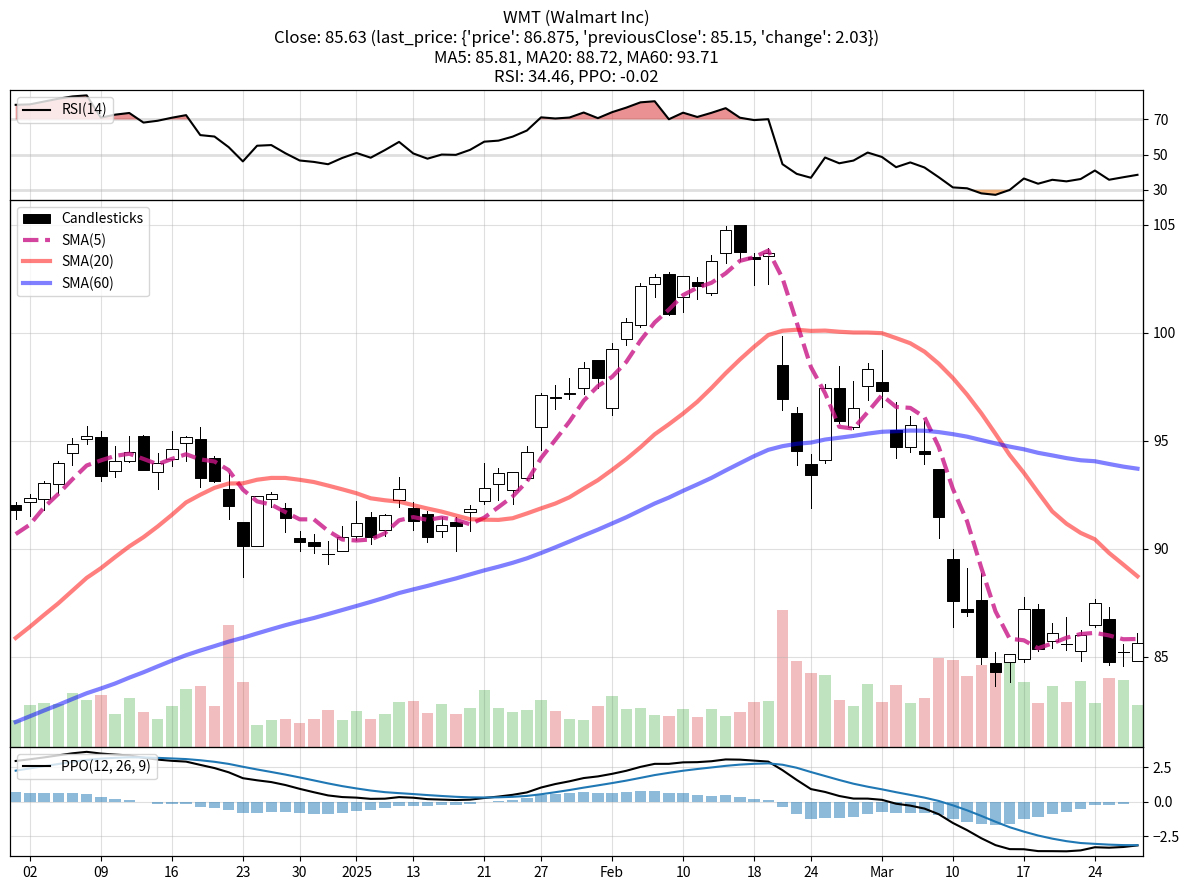 WMT (Walmart Inc)
Close: 85.63 (last_price: {'price': 86.875, 'previousClose': 85.15, 'change': 2.03})
MA5: 85.81, MA20: 88.72, MA60: 93.71
RSI: 34.46, PPO: -0.02
RSI(14)
70
50
30
Candlesticks
SMA(5)
SMA(20)
SMA(60)
105
100
95
90
85
PPO(12, 26, 9)
2.5
0.0
−2.5
02 09 16 23 30 2025 13 21 27 Feb 10 18 24 Mar 10 17 24